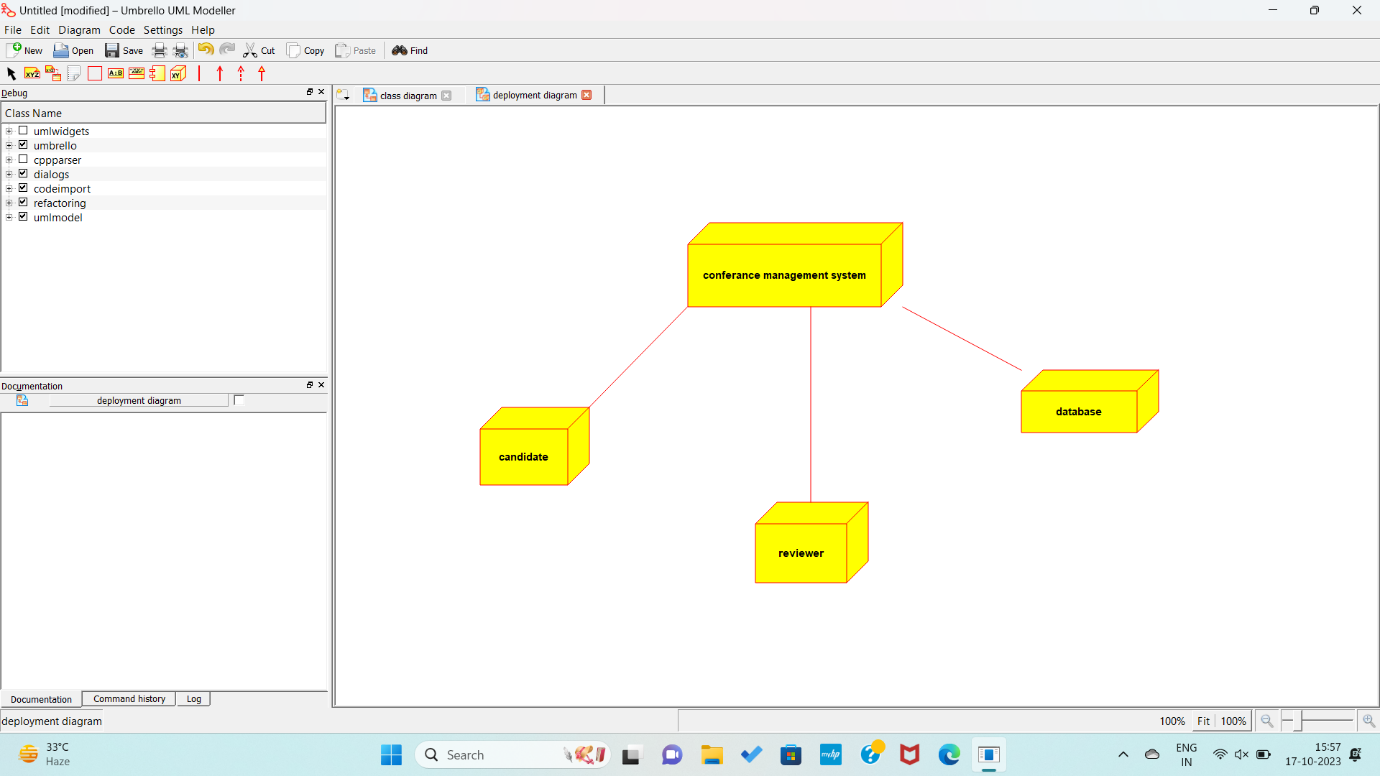 Untitled [modified] – Umbrello UML Modeller
File Edit Diagram Code Settings Help
New Open Save Cut Copy Paste Find
Debug
Class Name
umlwidgets
umbrello
cppparser
dialogs
codeimport
refactoring
umlmodel
Documentation
deployment diagram
Documentation Command history Log
class diagram deployment diagram
conferance management system
candidate
reviewer
database
deployment diagram
100% Fit 100%
33°C
Haze
Search
ENG
IN
15:57
17-10-2023